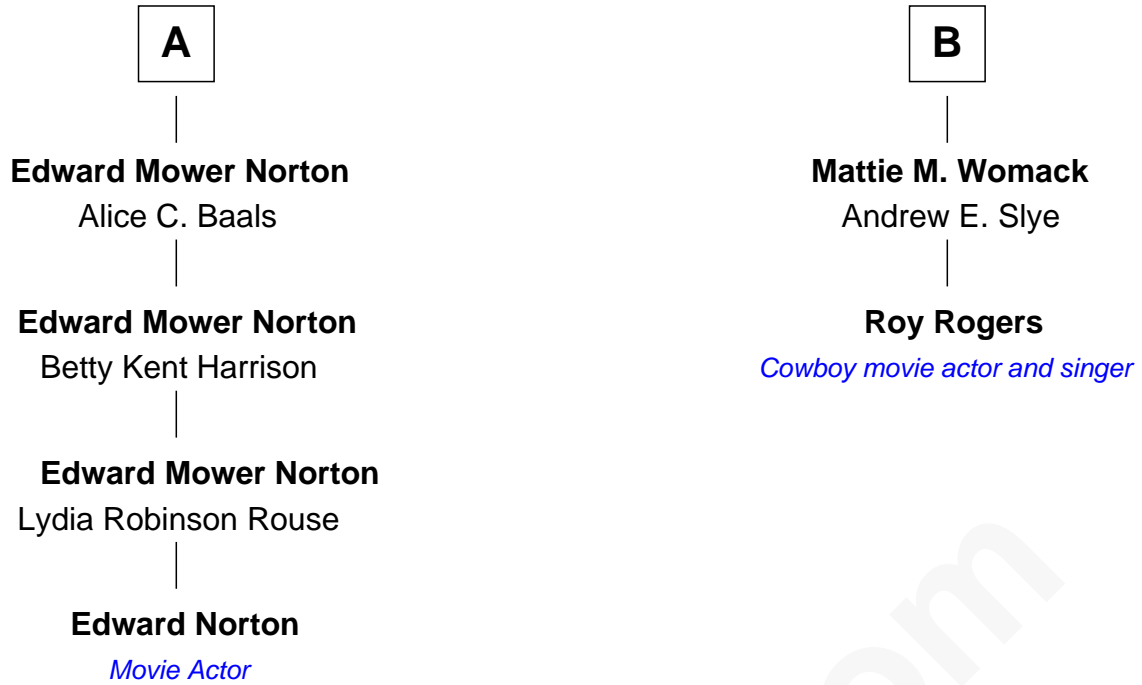 A
Edward Mower Norton
Alice C. Baals
Edward Mower Norton
Betty Kent Harrison
Edward Mower Norton
Lydia Robinson Rouse
Edward Norton
Movie Actor
B
Mattie M. Womack
Andrew E. Slye
Roy Rogers
Cowboy movie actor and singer
om